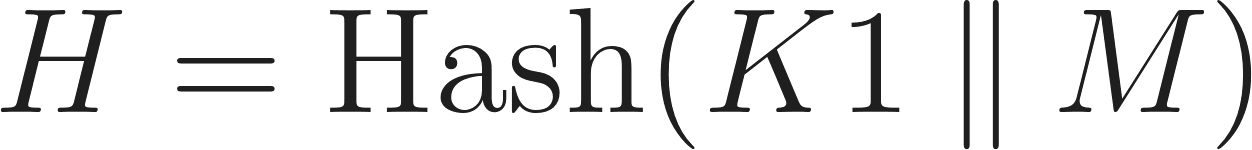 H = Hash(K1 ∥ M)